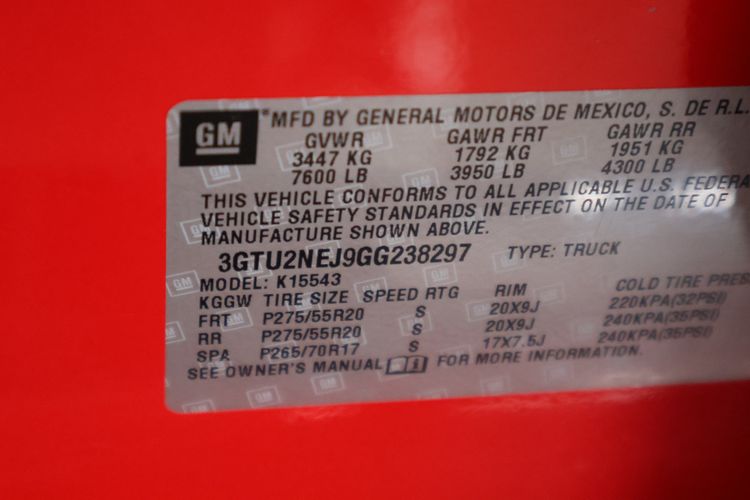 GM
MFD BY GENERAL MOTORS DE MEXICO, S. DE R.L.
GVWR GAWR FRT GAWR RR
3447 KG 1792 KG 1951 KG
7600 LB 3950 LB 4300 LB
THIS VEHICLE CONFORMS TO ALL APPLICABLE U.S. FEDERA
VEHICLE SAFETY STANDARDS IN EFFECT ON THE DATE OF
MANUFACTURE SHOWN ABOVE.
3GTU2NEJ9GG238297 TYPE: TRUCK
MODEL: K15543
KGGW TIRE SIZE SPEED RTG RIM COLD TIRE PRES
FRT P275/55R20 S 20X9J 220KPA(32PSI)
RR P275/55R20 S 20X9J 240KPA(35PSI)
SPA P265/70R17 S 17X7.5J 240KPA(35PSI)
SEE OWNER'S MANUAL FOR MORE INFORMATION.